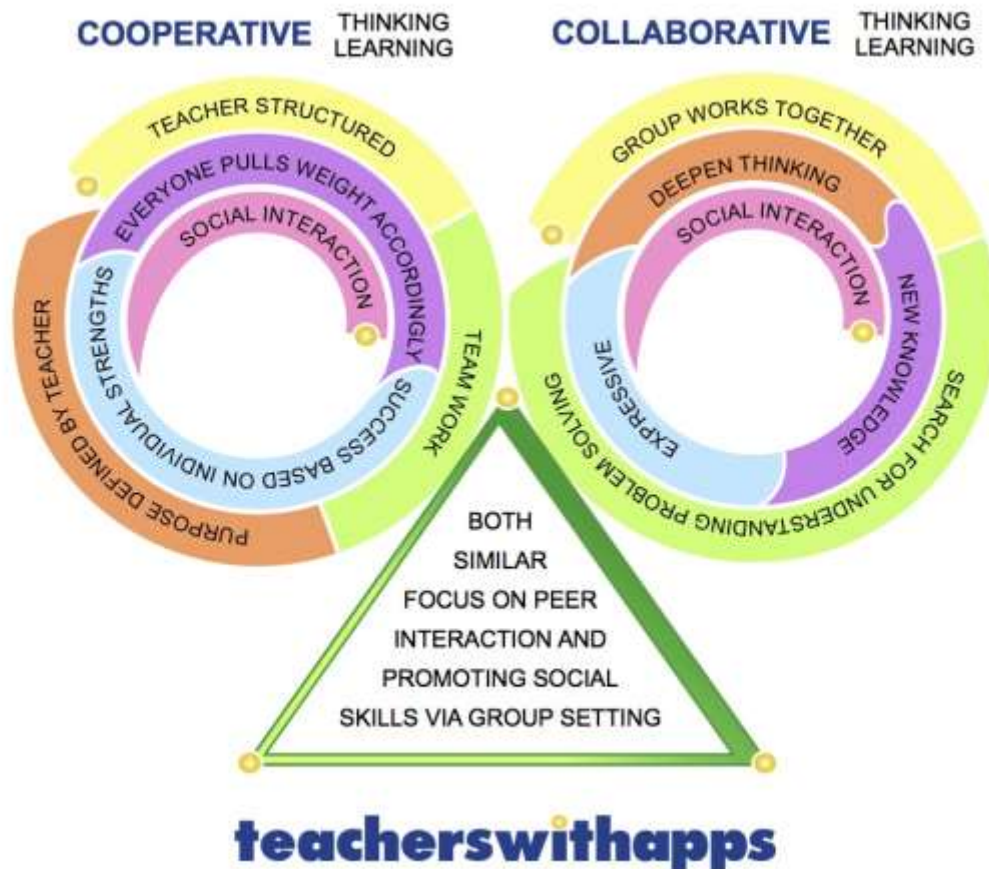 COOPERATIVE
THINKING
LEARNING
TEACHER STRUCTURED
TEAM WORK
PURPOSE DEFINED BY TEACHER
EVERYONE PULLS WEIGHT ACCORDINGLY
SUCCESS BASED ON INDIVIDUAL STRENGTHS
SOCIAL INTERACTION
COLLABORATIVE
THINKING
LEARNING
GROUP WORKS TOGETHER
SEARCH FOR UNDERSTANDING PROBLEM SOLVING
DEEPEN THINKING
NEW KNOWLEDGE
EXPRESSIVE
SOCIAL INTERACTION
BOTH
SIMILAR
FOCUS ON PEER
INTERACTION AND
PROMOTING SOCIAL
SKILLS VIA GROUP SETTING
teacherswithapps